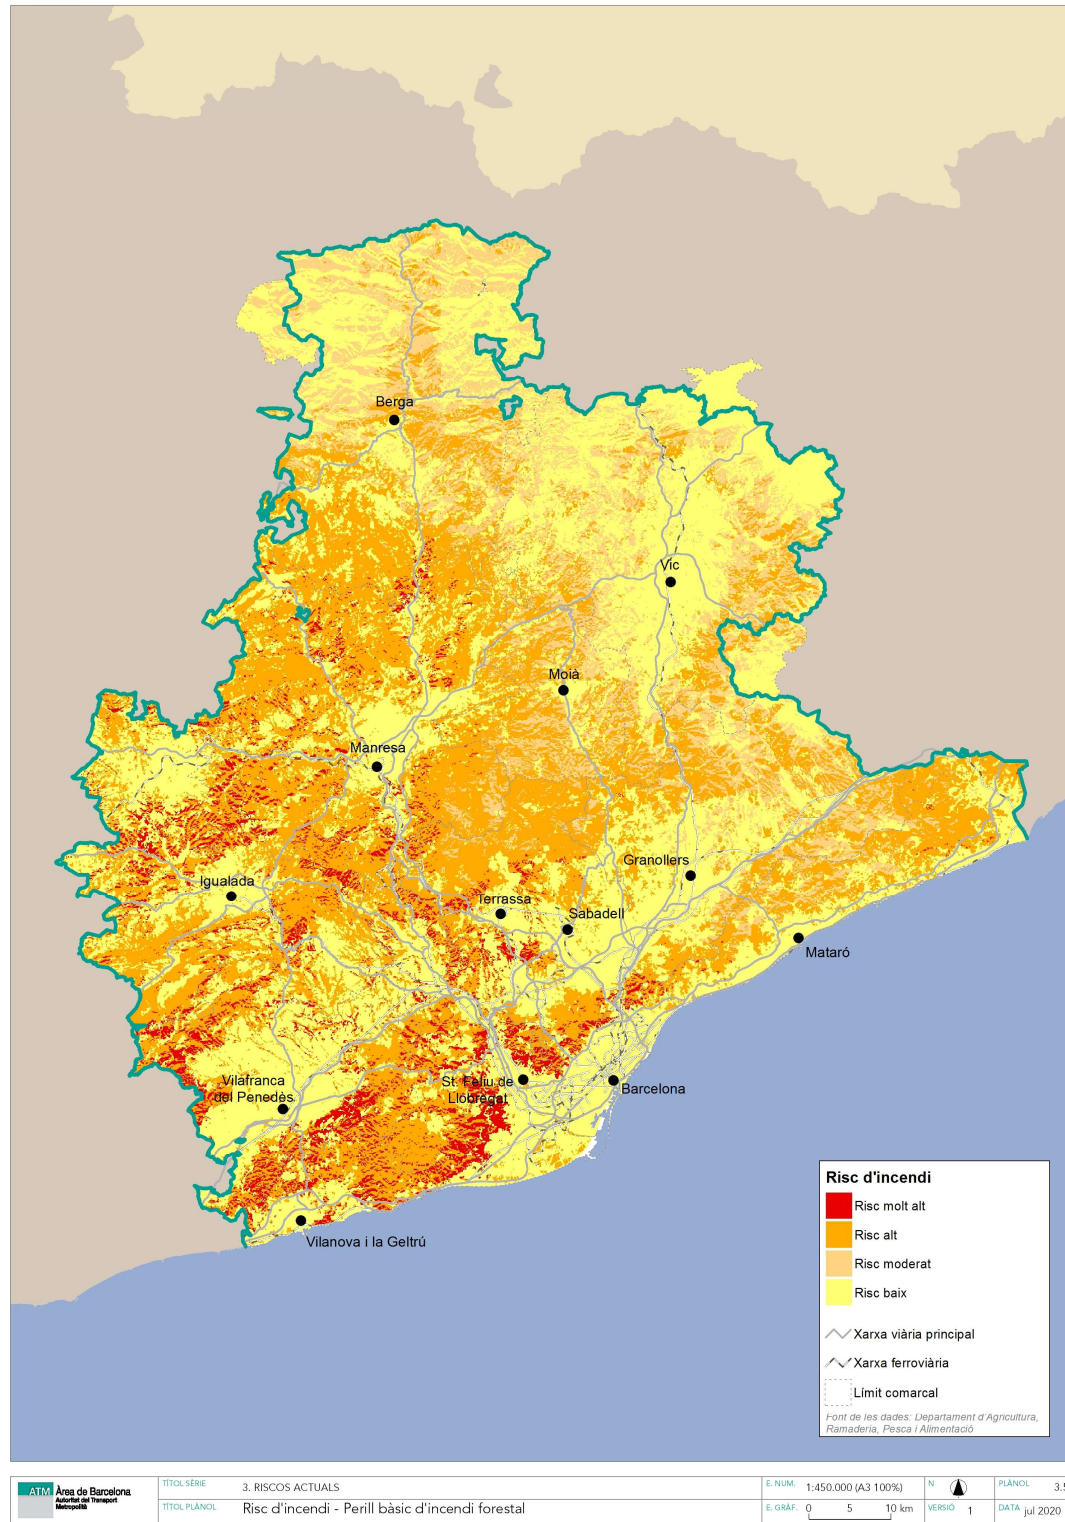 Berga
Vic
Moià
Manresa
Granollers
Igualada
Terrassa
Sabadell
Mataró
St. Feliu de
Llobregat
Barcelona
Vilafranca
del Penedès
Vilanova i la Geltrú
Risc d'incendi
Risc molt alt
Risc alt
Risc moderat
Risc baix
Xarxa viària principal
Xarxa ferroviària
Límit comarcal
Font de les dades: Departament d'Agricultura,
Ramaderia, Pesca i Alimentació
ATM Àrea de Barcelona
Autoritat del Transport
Metropolità
TÍTOL SÈRIE 3. RISCOS ACTUALS
TÍTOL PLÀNOL Risc d'incendi - Perill bàsic d'incendi forestal
E. NUM. 1:450.000 (A3 100%)
E. GRÀF. 0 5 10 km
N
VERSIÓ 1
PLÀNOL 3.5
DATA jul 2020